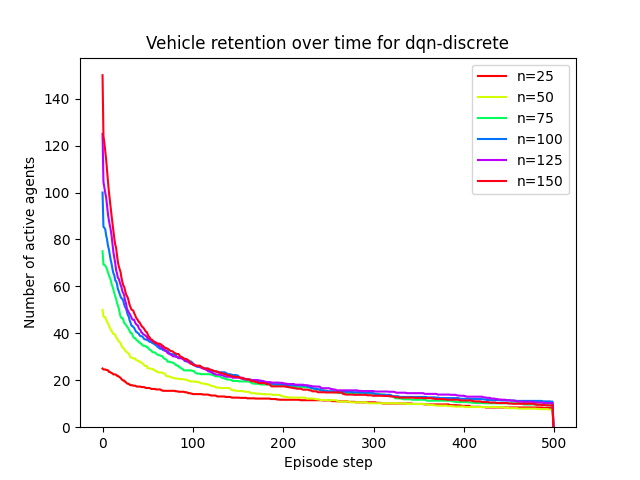 Vehicle retention over time for dqn-discrete
n=25
n=50
n=75
n=100
n=125
n=150
Number of active agents
140
120
100
80
60
40
20
0
0 100 200 300 400 500
Episode step